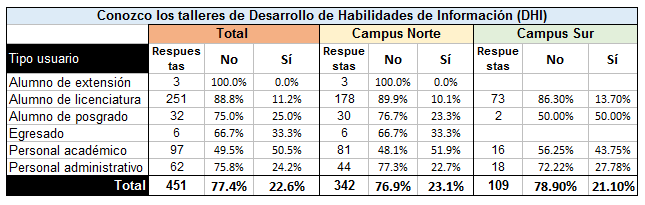 Conozco los talleres de Desarrollo de Habilidades de Información (DHI)
Total Campus Norte Campus Sur
Tipo usuario Respues tas No Sí Respue stas No Sí Respue stas No Sí
Alumno de extensión 3 100.0% 0.0% 3 100.0% 0.0%
Alumno de licenciatura 251 88.8% 11.2% 178 89.9% 10.1% 73 86.30% 13.70%
Alumno de posgrado 32 75.0% 25.0% 30 76.7% 23.3% 2 50.00% 50.00%
Egresado 6 66.7% 33.3% 6 66.7% 33.3%
Personal académico 97 49.5% 50.5% 81 48.1% 51.9% 16 56.25% 43.75%
Personal administrativo 62 75.8% 24.2% 44 77.3% 22.7% 18 72.22% 27.78%
Total 451 77.4% 22.6% 342 76.9% 23.1% 109 78.90% 21.10%